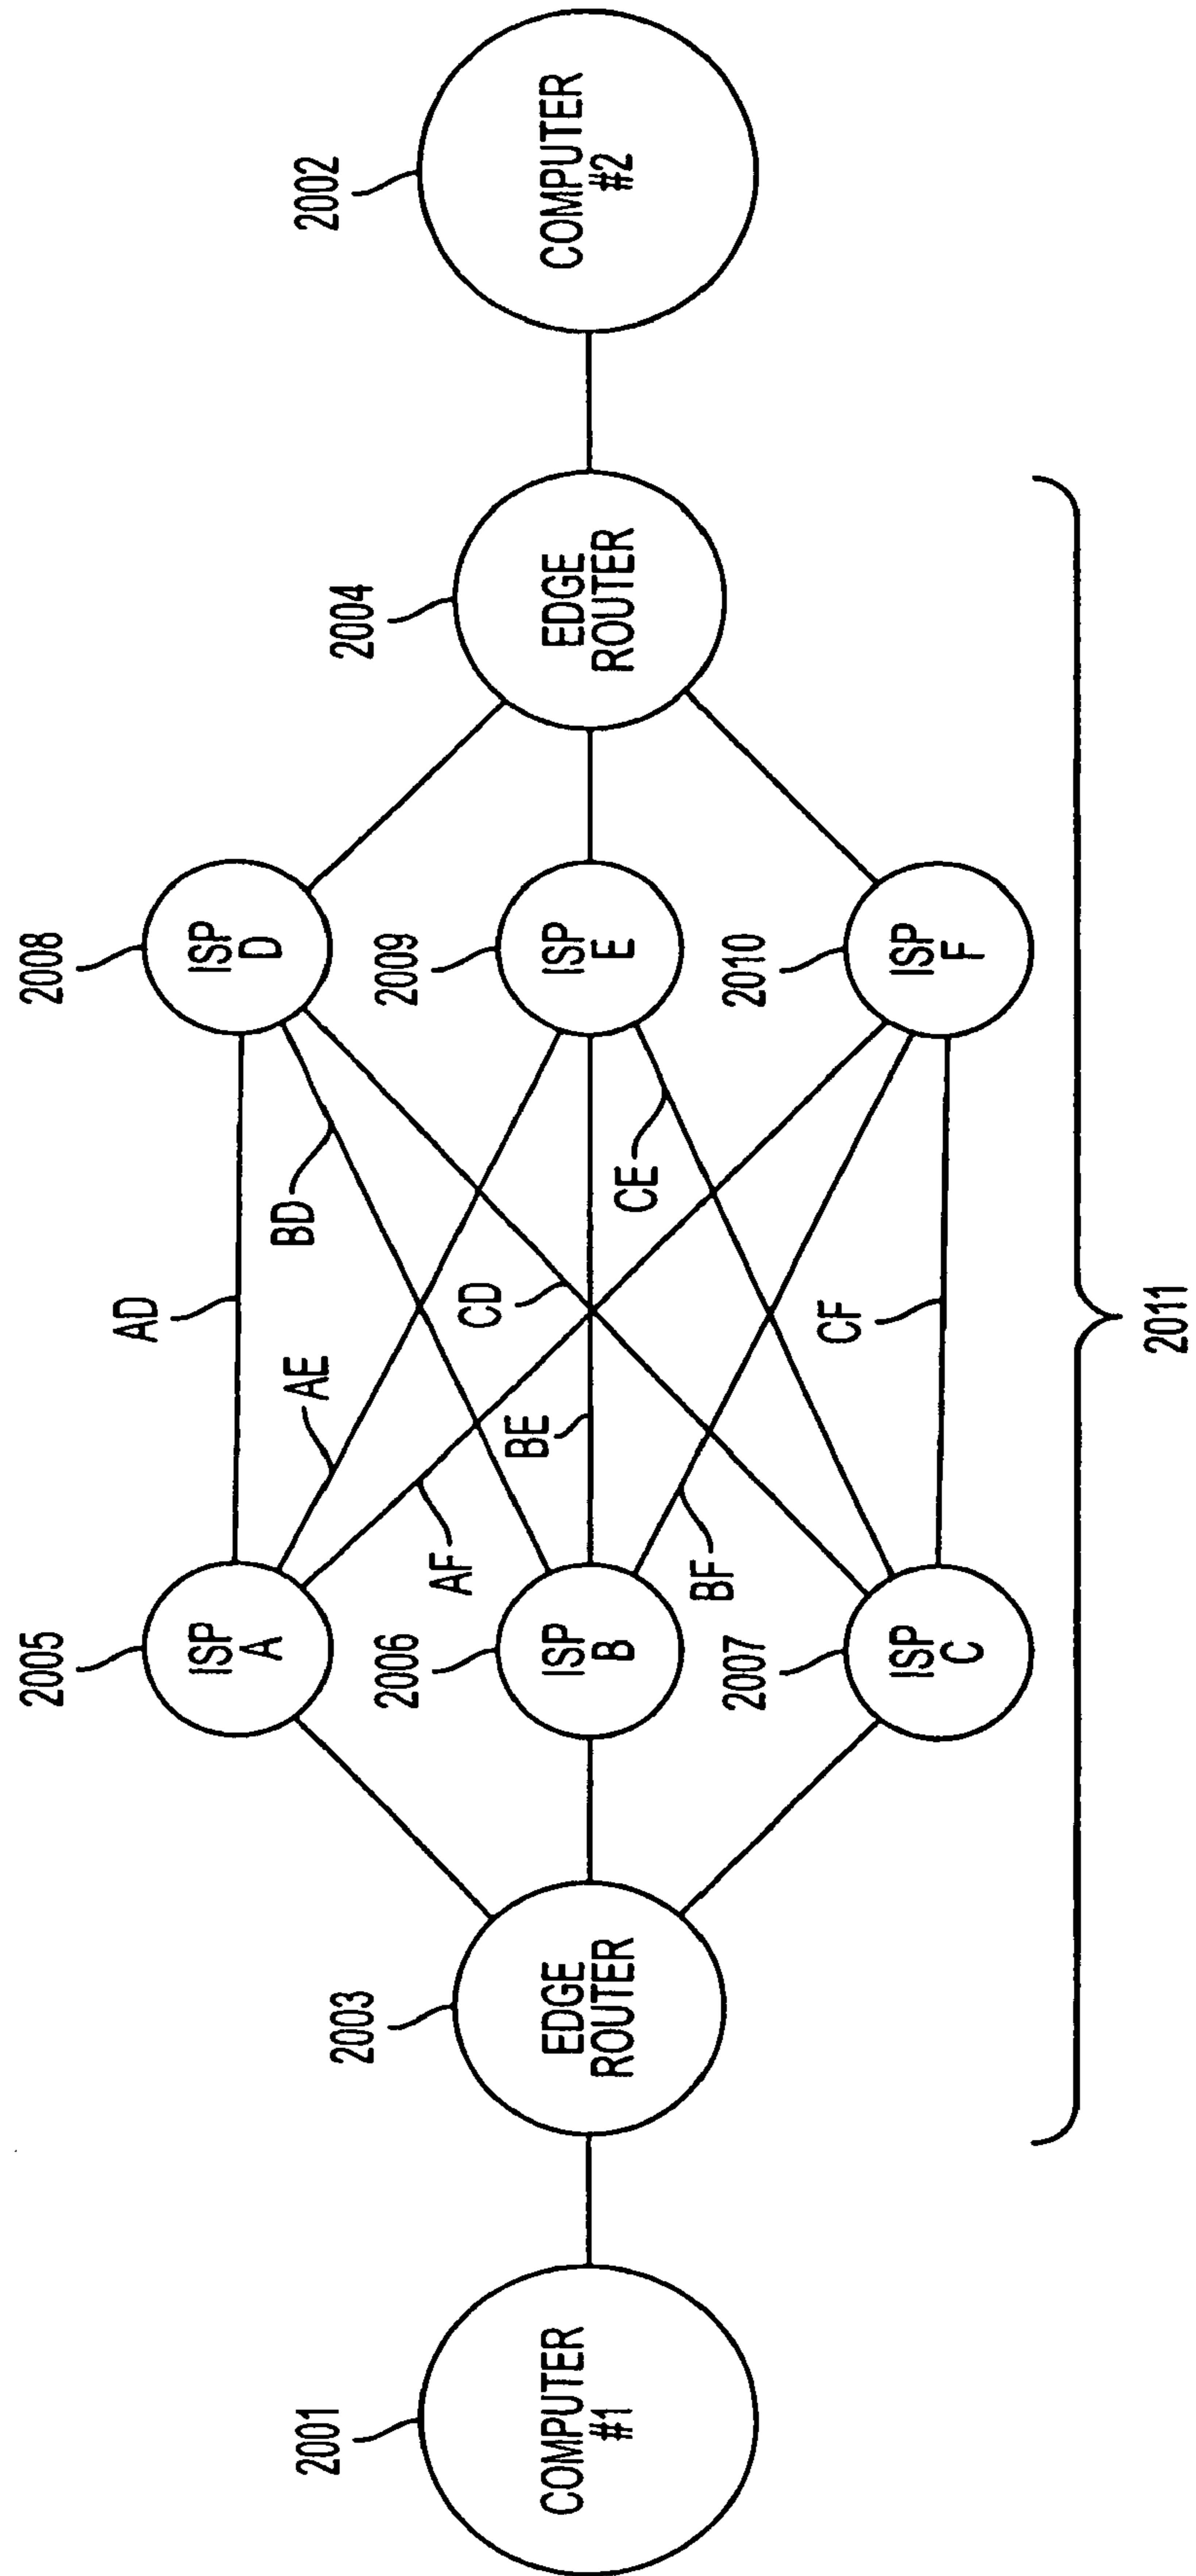 2001
COMPUTER
#1
2003
EDGE
ROUTER
2005
ISP
A
2006
ISP
B
2007
ISP
C
AD
AE
AF
BD
BE
BF
CD
CE
CF
2008
ISP
D
2009
ISP
E
2010
ISP
F
2004
EDGE
ROUTER
2002
COMPUTER
#2
2011